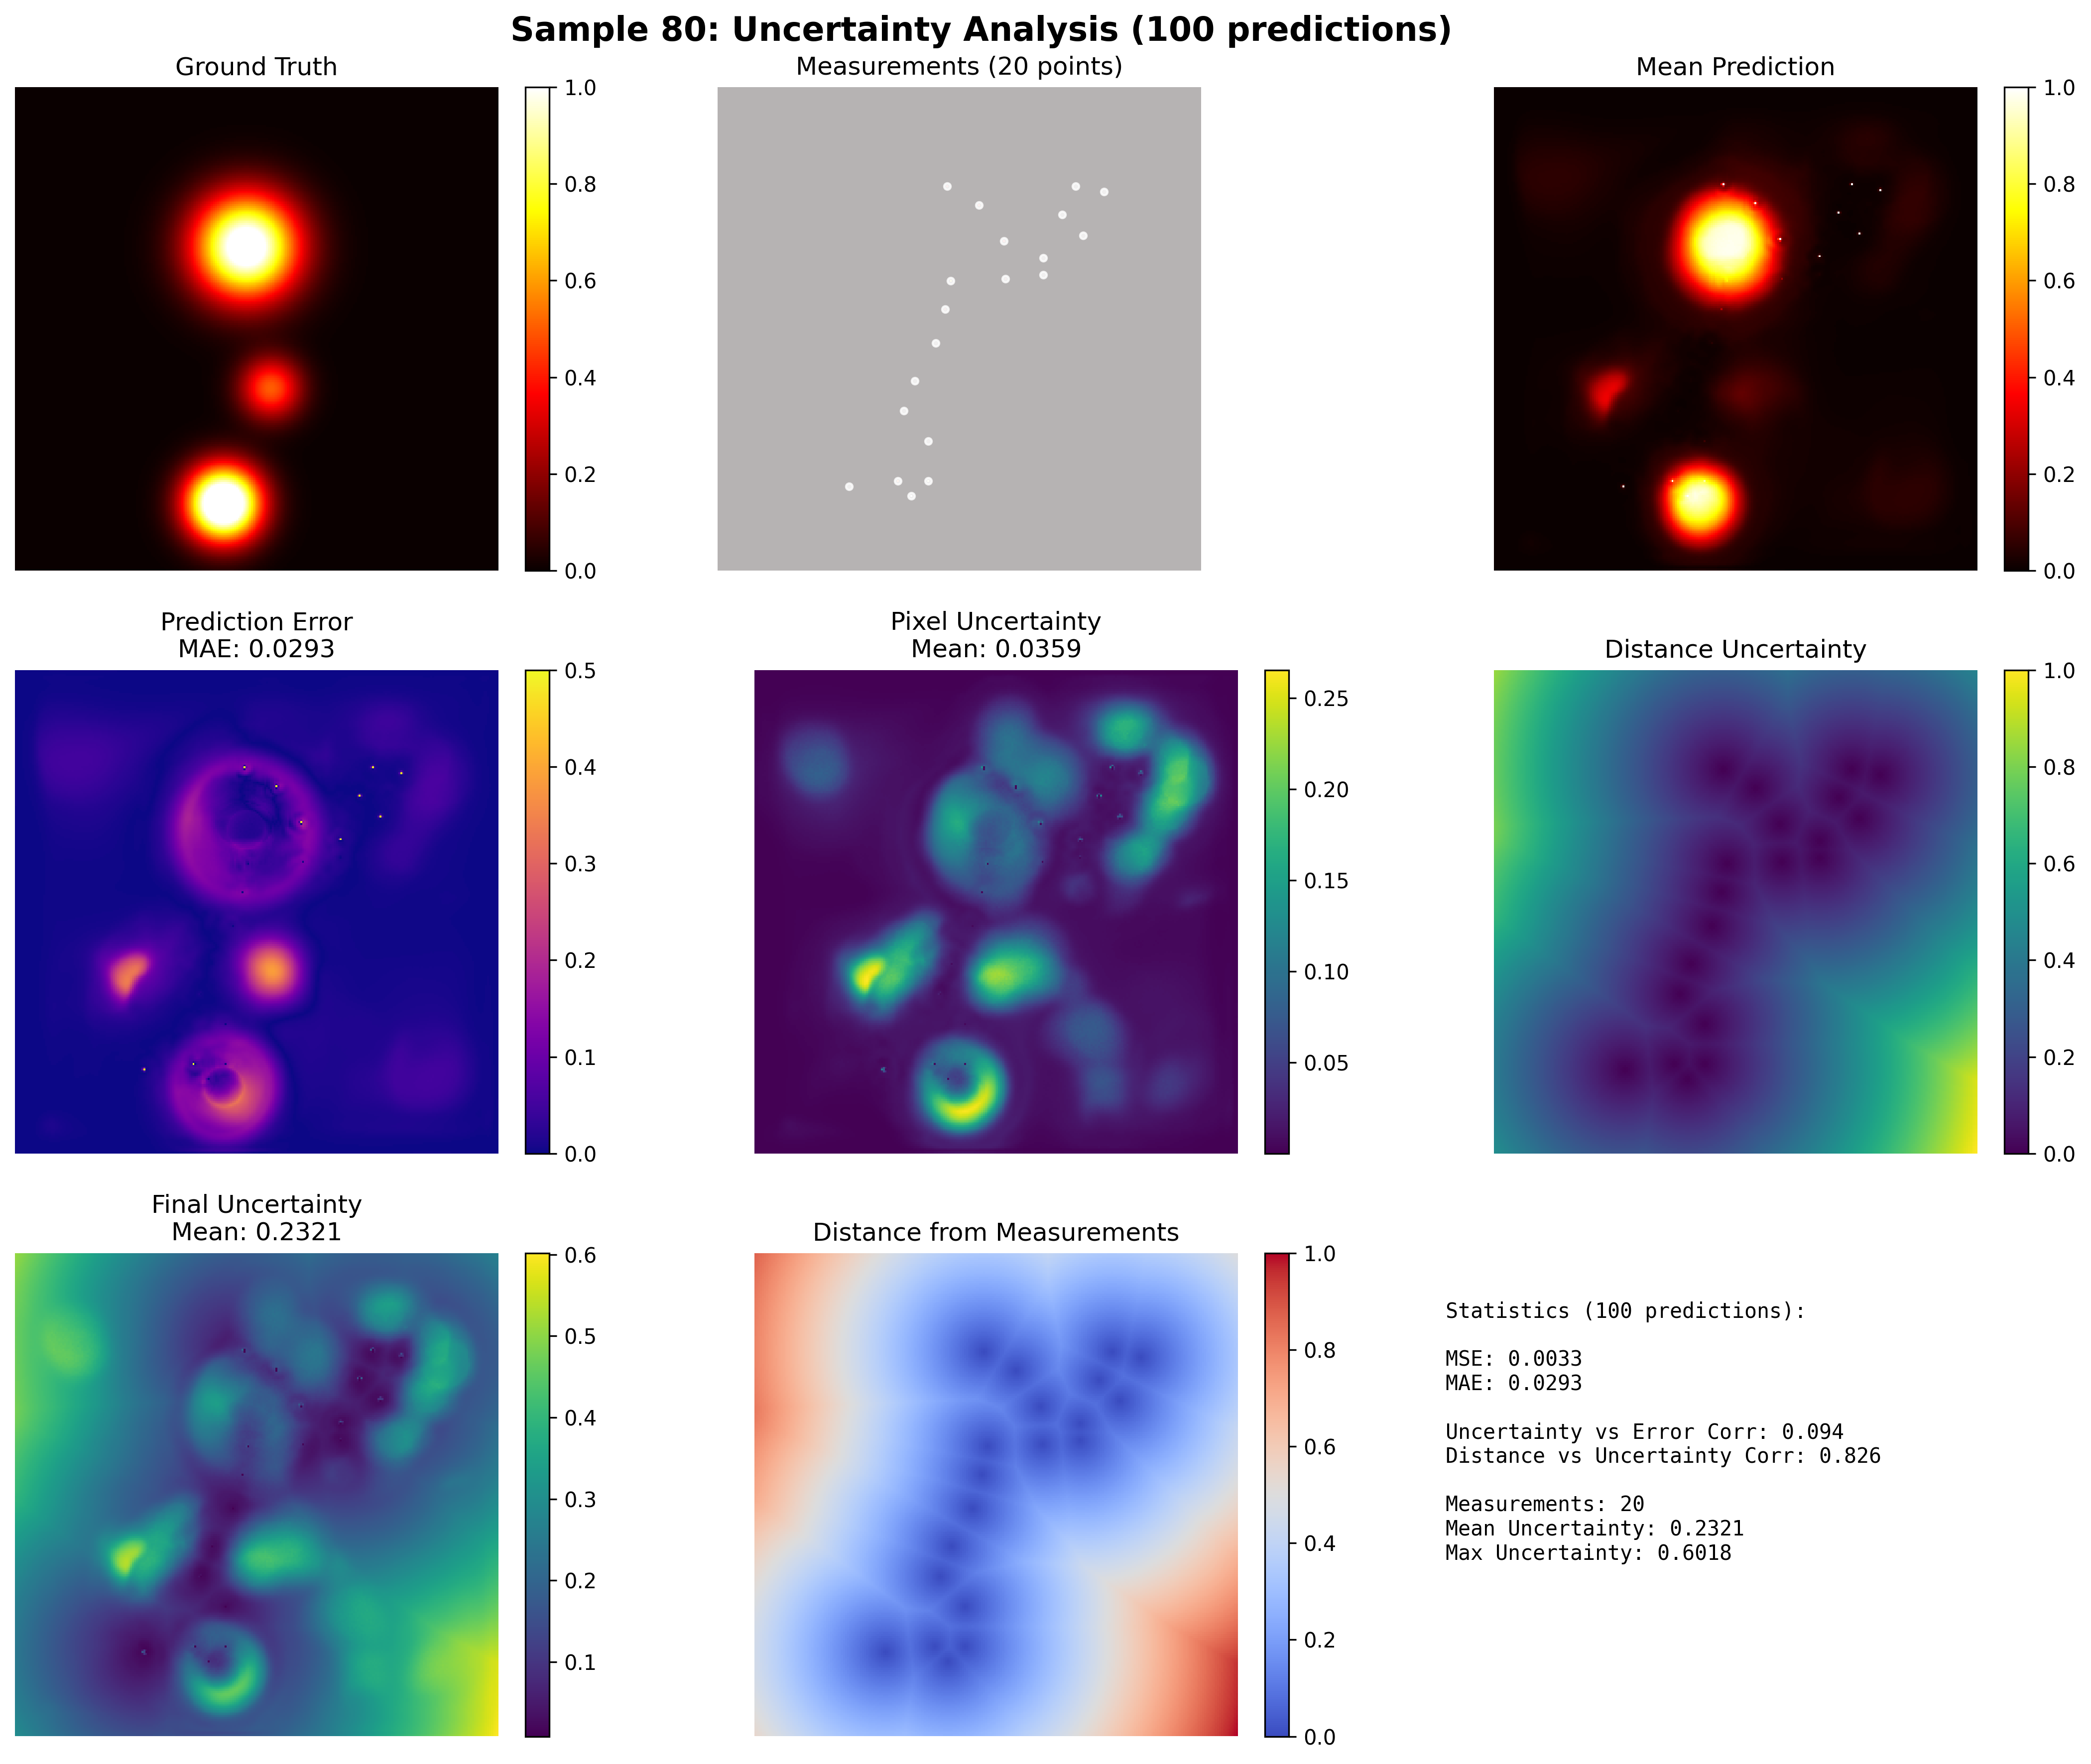 Sample 80: Uncertainty Analysis (100 predictions)
Ground Truth
Measurements (20 points)
Mean Prediction
1.0
0.8
0.6
0.4
0.2
0.0
1.0
0.8
0.6
0.4
0.2
0.0
Prediction Error
MAE: 0.0293
Pixel Uncertainty
Mean: 0.0359
Distance Uncertainty
0.5
0.4
0.3
0.2
0.1
0.0
0.25
0.20
0.15
0.10
0.05
1.0
0.8
0.6
0.4
0.2
0.0
Final Uncertainty
Mean: 0.2321
Distance from Measurements
0.6
0.5
0.4
0.3
0.2
0.1
1.0
0.8
0.6
0.4
0.2
0.0
Statistics (100 predictions):
MSE: 0.0033
MAE: 0.0293
Uncertainty vs Error Corr: 0.094
Distance vs Uncertainty Corr: 0.826
Measurements: 20
Mean Uncertainty: 0.2321
Max Uncertainty: 0.6018